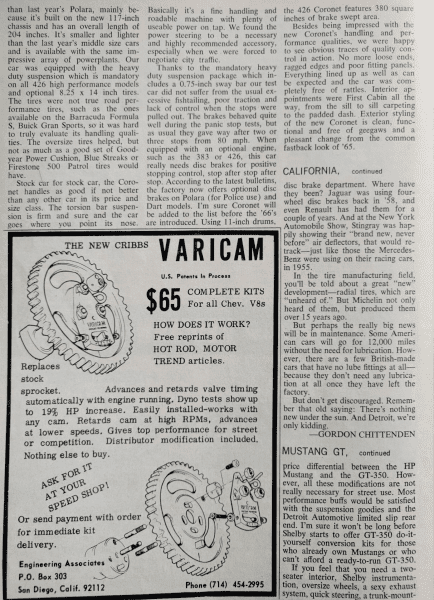 than last year's Polara, mainly be-
cause it's built on the new 117-inch
chassis and has an overall length of
204 inches. It's smaller and lighter
than the last year's middle size cars
and is available with the same im-
pressive array of powerplants. Our
car was equipped with the heavy
duty suspension which is mandatory
on all 426 high performance models
and optional 8.25 x 14 inch tires.
The tires were not true road per-
formance tires, such as the ones
available on the Barracuda Formula
S, Buick Gran Sports, so it was hard
to truly evaluate its handling quali-
ties. The oversize tires helped, but
not as much as a good set of Good-
year Power Cushion, Blue Streaks or
Firestone 500 Patrol tires would
have.
Stock car for stock car, the Coro-
net handles as good if not better
than any other car in its price and
size class. The torsion bar suspen-
sion is firm and sure and the car
goes where you point its nose.
Basically it's a fine handling and
roadable machine with plenty of
useable power on tap. We found the
power steering to be a necessary
and highly recommended accessory,
especially when we were forced to
negotiate city traffic.
Thanks to the mandatory heavy
duty suspension package which in-
cludes a 0.75-inch sway bar our test
car did not suffer from the usual ex-
cessive fishtailing, poor traction and
lack of control when the stops were
pulled out. The brakes behaved quite
well during the panic stop tests, but
as usual they gave way after two or
three stops from 80 mph. When
equipped with an optional engine,
such as the 383 or 426, this car
really needs disc brakes for positive
stopping control, stop after stop after
stop. According to the latest bulletin,
the factory now offers optional disc
brakes on Polara (for Police use) and
Dart models. I'm sure Coronet will
be added to the list before the '66's
are introduced. Using 11-inch drums,
the 426 Coronet features 380 square
inches of brake swept area.
Besides being impressed with the
new Coronet's handling and per-
formance qualities, we were happy
to see obvious traces of quality con-
trol in action. No more loose ends,
ragged edges and poor fitting panels.
Everything lined up as well as can
be expected and the car was com-
pletely free of rattles. Interior ap-
pointments were First Cabin all the
way, from the sill to sill carpeting
to the padded dash. Exterior styling
of the new Coronet is clean, func-
tional and free of geegaws and a
pleasant change from the common
fastback look of '65.
CALIFORNIA, continued
disc brake department. Where have
they been? Jaguar was using four-
wheel disc brakes back in '58, and
even Renault has had them for a
couple of years. And at the New York
Automobile Show, Stingray was hap-
pily showing their "brand new, never
before" air deflectors, that would re-
track—just like those the Mercedes-
Benz were using on their racing cars,
in 1955.
In the tire manufacturing field,
you'll be told about a great "new"
development—radial tires, which are
"unheard of." But Michelin not only
heard of them, but produced them
over 15 years ago.
But perhaps the really big news
will be in maintenance. Some Ameri-
can cars will go for 12,000 miles
without the need for lubrication. How-
ever, there are a few British-made
cars that have no lube fittings at all—
because they don't need any lubrica-
tion at all once they have left the
factory.
But don't get discouraged. Remem-
ber that old saying: There's nothing
new under the sun. And Detroit, we're
only kidding.
—GORDON CHITTENDEN
MUSTANG GT, continued
price differential between the HP
Mustang and the GT-350. How-
ever, all these modifications are not
really necessary for street use. Most
performance buffs would be satisfied
with the suspension goodies and the
Detroit Automotive limited slip rear
end. I'm sure it won't be long before
Shelby starts to offer GT-350 do-it-
yourself conversion kits for those
who already own Mustangs or who
can't afford a ready-to-run GT-350.
If you feel that you need a two-
seater interior, Shelby instrumenta-
tion, oversize wheels, a sexy exhaust
system, quick steering, a trunk-mount-
THE NEW CRIBBS VARICAM
U.S. Patents In Process
$65 COMPLETE KITS
For all Chev. V8s
HOW DOES IT WORK?
Free reprints of
HOT ROD, MOTOR
TREND articles.
Replaces
stock
sprocket. Advances and retards valve timing
automatically with engine running. Dyno tests show up
to 19% HP increase. Easily installed-works with
any cam. Retards cam at high RPMs, advances
at lower speeds. Gives top performance for street
or competition. Distributor modification included.
Nothing else to buy.
ASK FOR IT
AT YOUR
SPEED SHOP!
Or send payment with order
for immediate kit
delivery.
Engineering Associates
P.O. Box 303
San Diego, Calif. 92112
Phone (714) 454-2995
VARICAM